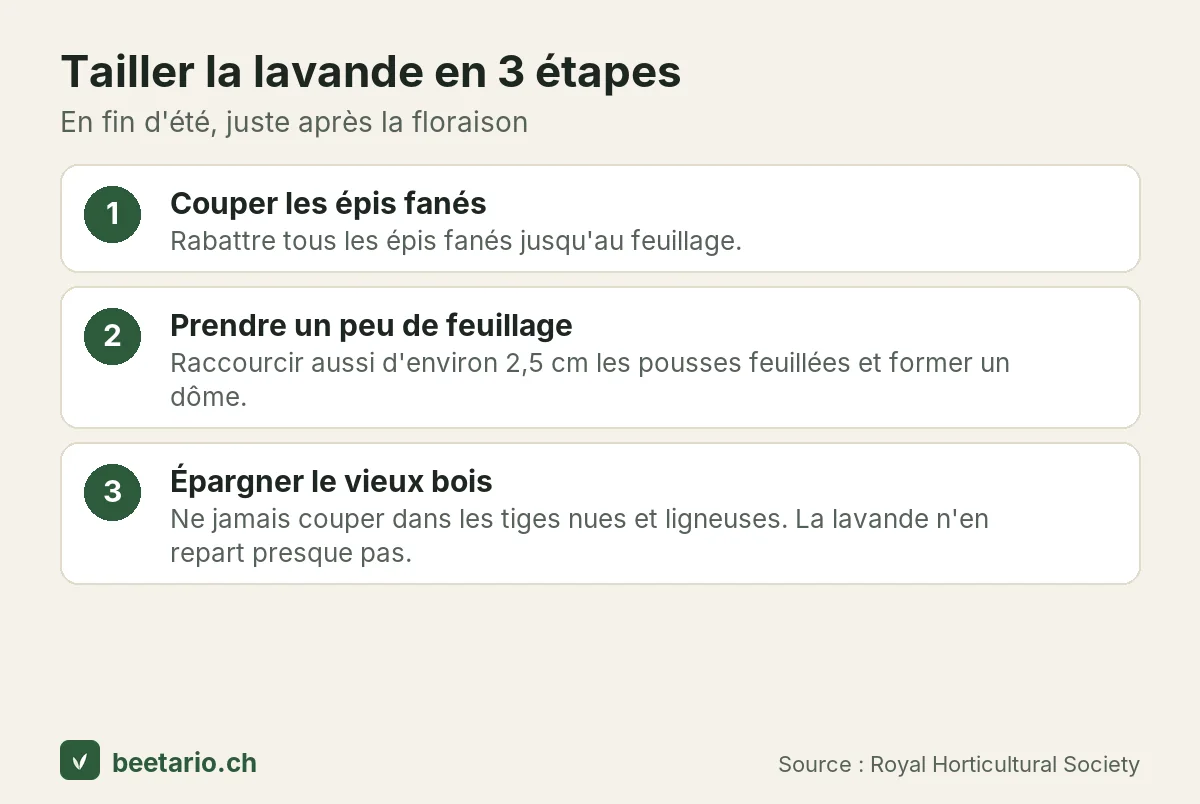 Tailler la lavande en 3 étapes
En fin d'été, juste après la floraison
1
Couper les épis fanés
Rabattre tous les épis fanés jusqu'au feuillage.
2
Prendre un peu de feuillage
Raccourcir aussi d'environ 2,5 cm les pousses feuillées et former un
dôme.
3
Épargner le vieux bois
Ne jamais couper dans les tiges nues et ligneuses. La lavande n'en
repart presque pas.
beetario.ch
Source : Royal Horticultural Society